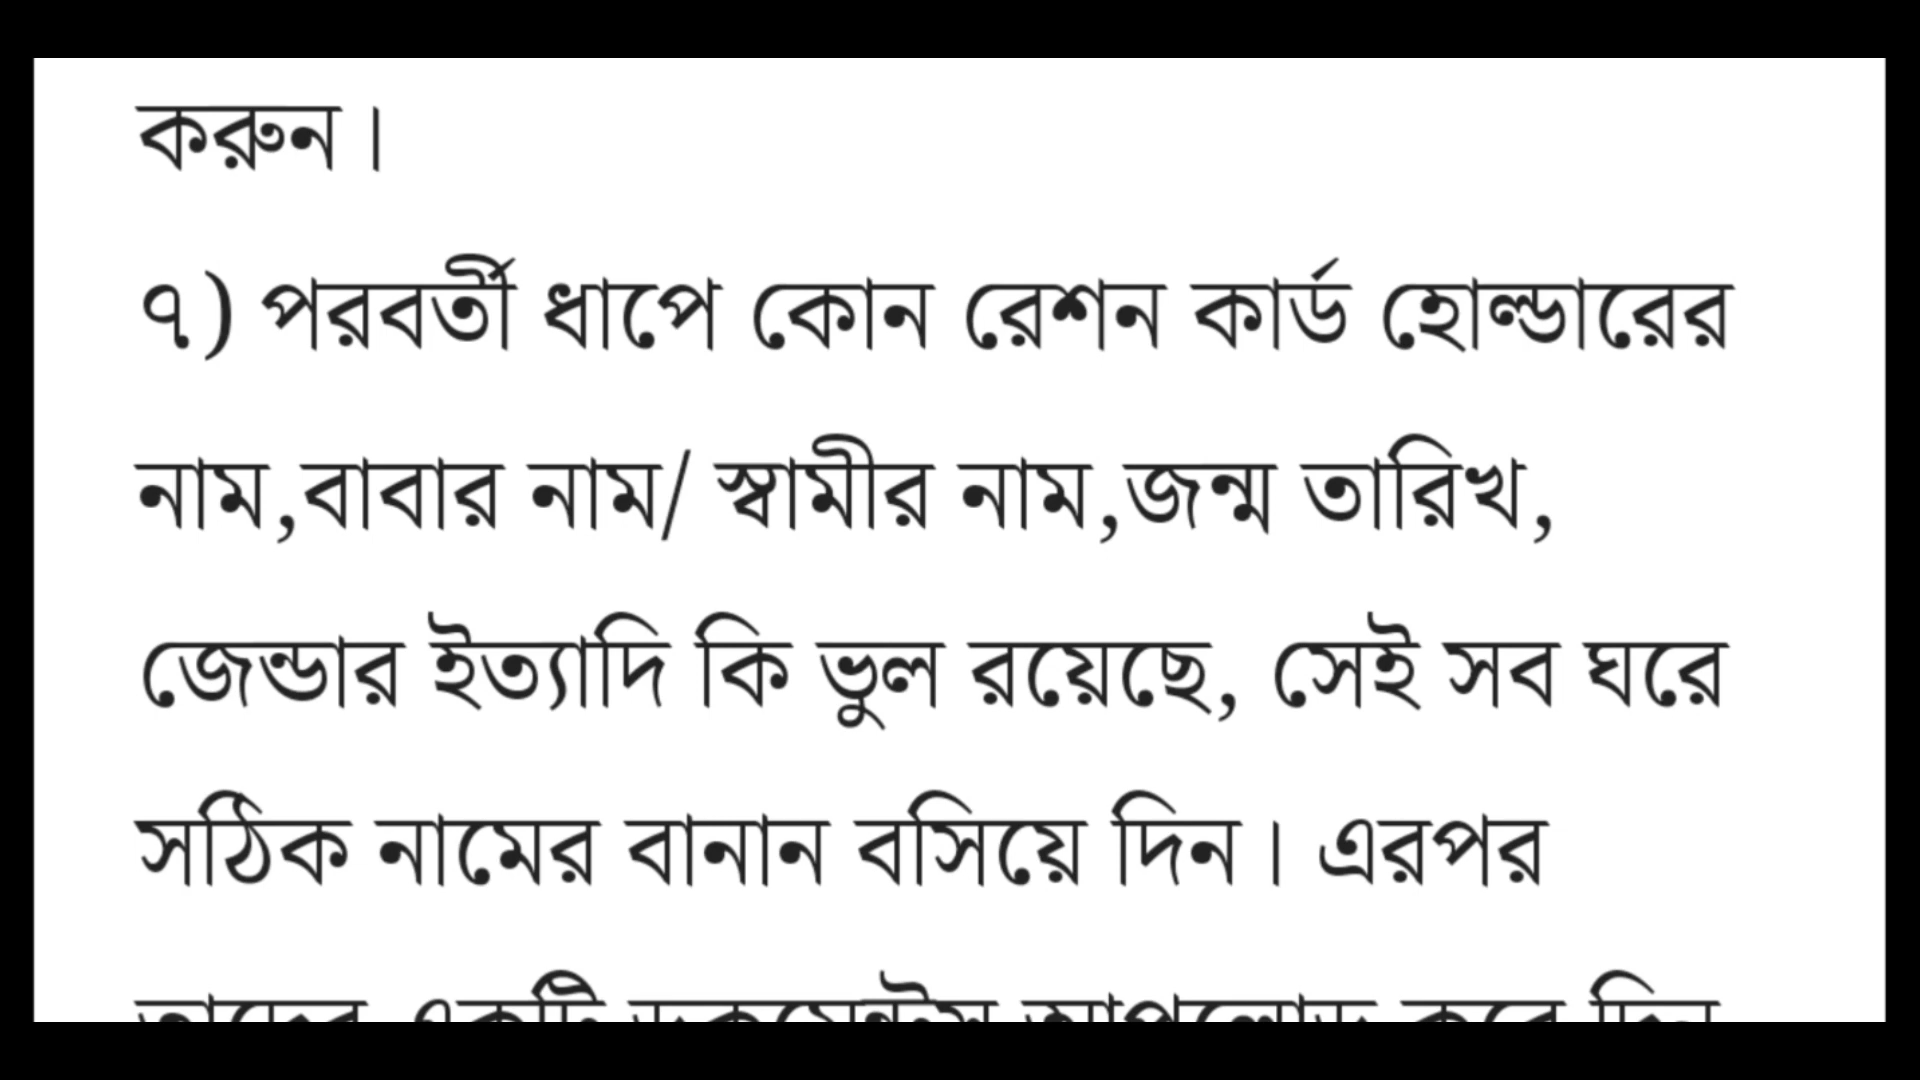 করুন।
৭) পরবর্তী ধাপে কোন রেশন কার্ড হোল্ডারের
নাম,বাবার নাম/ স্বামীর নাম,জন্ম তারিখ,
জেন্ডার ইত্যাদি কি ভুল রয়েছে, সেই সব ঘরে
সঠিক নামের বানান বসিয়ে দিন। এরপর